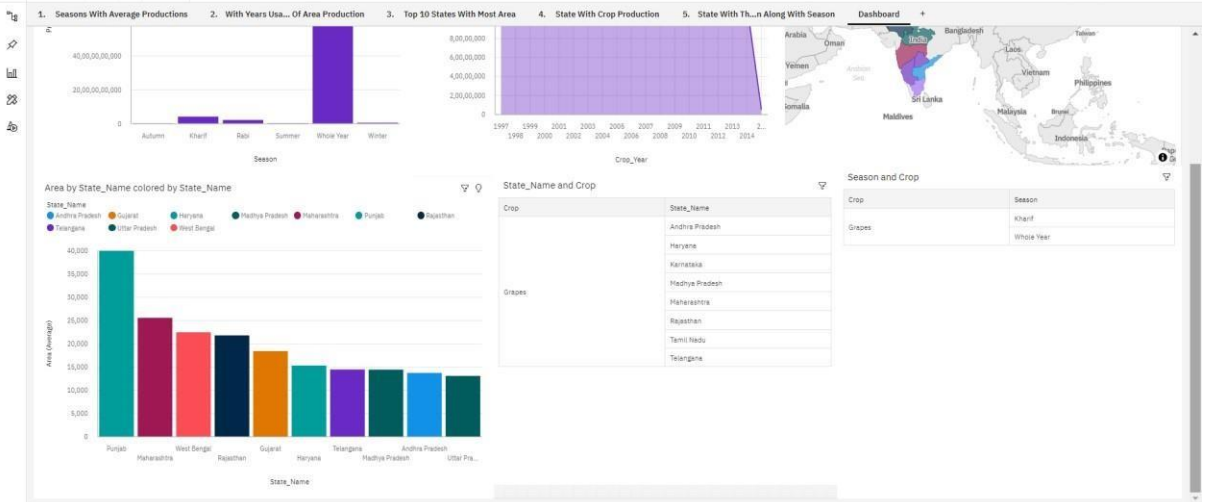 1. Seasons With Average Productions 2. With Years Usa... Of Area Production 3. Top 10 States With Most Area 4. State With Crop Production 5. State With Th...n Along With Season Dashboard +
40,00,00,00,000
20,00,00,00,000
0
Autumn Kharif Rabi Summer Whole Year Winter
Season
8,00,00,000
6,00,00,000
4,00,00,000
2,00,00,000
0
1997 1999 2001 2003 2005 2007 2009 2011 2013 2...
1998 2000 2002 2004 2006 2008 2010 2012 2014
Crop_Year
Arabia
Oman
India
Bangladesh
Taiwan
Laos
Yemen
Arabian
Sea
Vietnam
Philippines
Somalia
Sri Lanka
Maldives
Malaysia
Brunei
Indonesia
Area by State_Name colored by State_Name
State_Name
Andhra Pradesh Gujarat Haryana Madhya Pradesh Maharashtra Punjab Rajasthan
Telangana Uttar Pradesh West Bengal
Area (Average)
40,000
35,000
30,000
25,000
20,000
15,000
10,000
5,000
0
Punjab West Bengal Gujarat Telangana Andhra Pradesh
Maharashtra Rajasthan Haryana Madhya Pradesh Uttar Pra...
State_Name
State_Name and Crop
Crop State_Name
Grapes
Andhra Pradesh
Haryana
Karnataka
Madhya Pradesh
Maharashtra
Rajasthan
Tamil Nadu
Telangana
Season and Crop
Crop Season
Grapes
Kharif
Whole Year